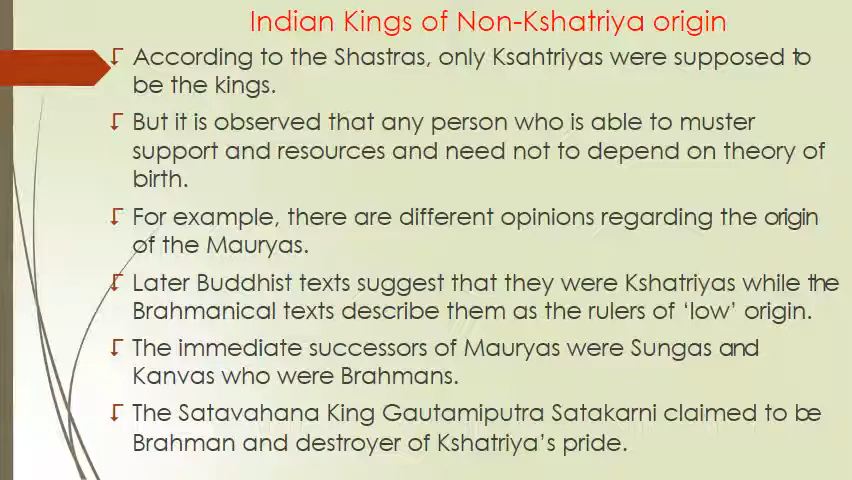 Indian Kings of Non-Kshatriya origin
According to the Shastras, only Ksahtriyas were supposed to
be the kings.
But it is observed that any person who is able to muster
support and resources and need not to depend on theory of
birth.
For example, there are different opinions regarding the origin
of the Mauryas.
Later Buddhist texts suggest that they were Kshatriyas while the
Brahmanical texts describe them as the rulers of ‘low’ origin.
The immediate successors of Mauryas were Sungas and
Kanvas who were Brahmans.
The Satavahana King Gautamiputra Satakarni claimed to be
Brahman and destroyer of Kshatriya’s pride.